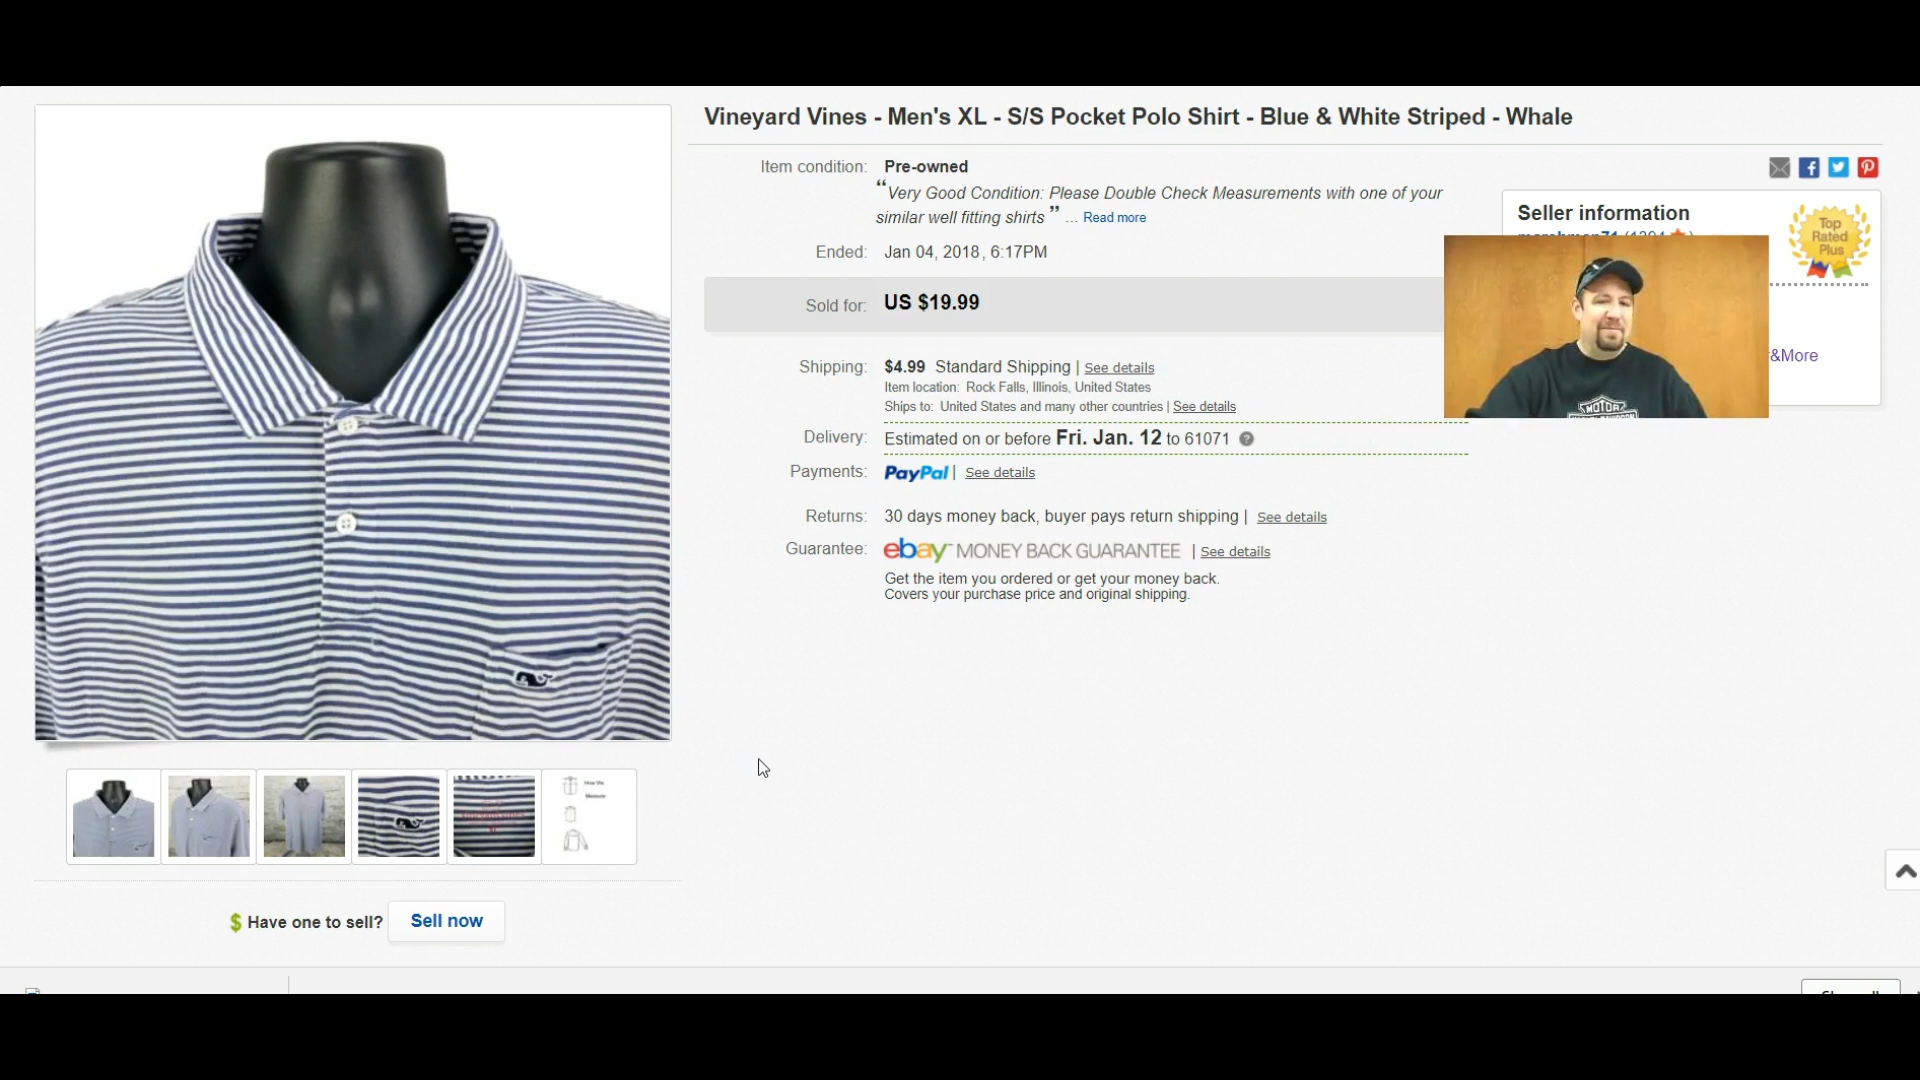 Vineyard Vines - Men's XL - S/S Pocket Polo Shirt - Blue & White Striped - Whale
Item condition: Pre-owned
“Very Good Condition: Please Double Check Measurements with one of your
similar well fitting shirts ” ... Read more
Ended: Jan 04, 2018 , 6:17PM
Sold for: US $19.99
Shipping: $4.99 Standard Shipping | See details
Item location: Rock Falls, Illinois, United States
Ships to: United States and many other countries | See details
Delivery: Estimated on or before Fri. Jan. 12 to 61071 ?
Payments: PayPal | See details
Returns: 30 days money back, buyer pays return shipping | See details
Guarantee: ebay MONEY BACK GUARANTEE | See details
Get the item you ordered or get your money back.
Covers your purchase price and original shipping.
Seller information
Top
Rated
Plus
&More
MOTOR
How We
Measure
$ Have one to sell? Sell now